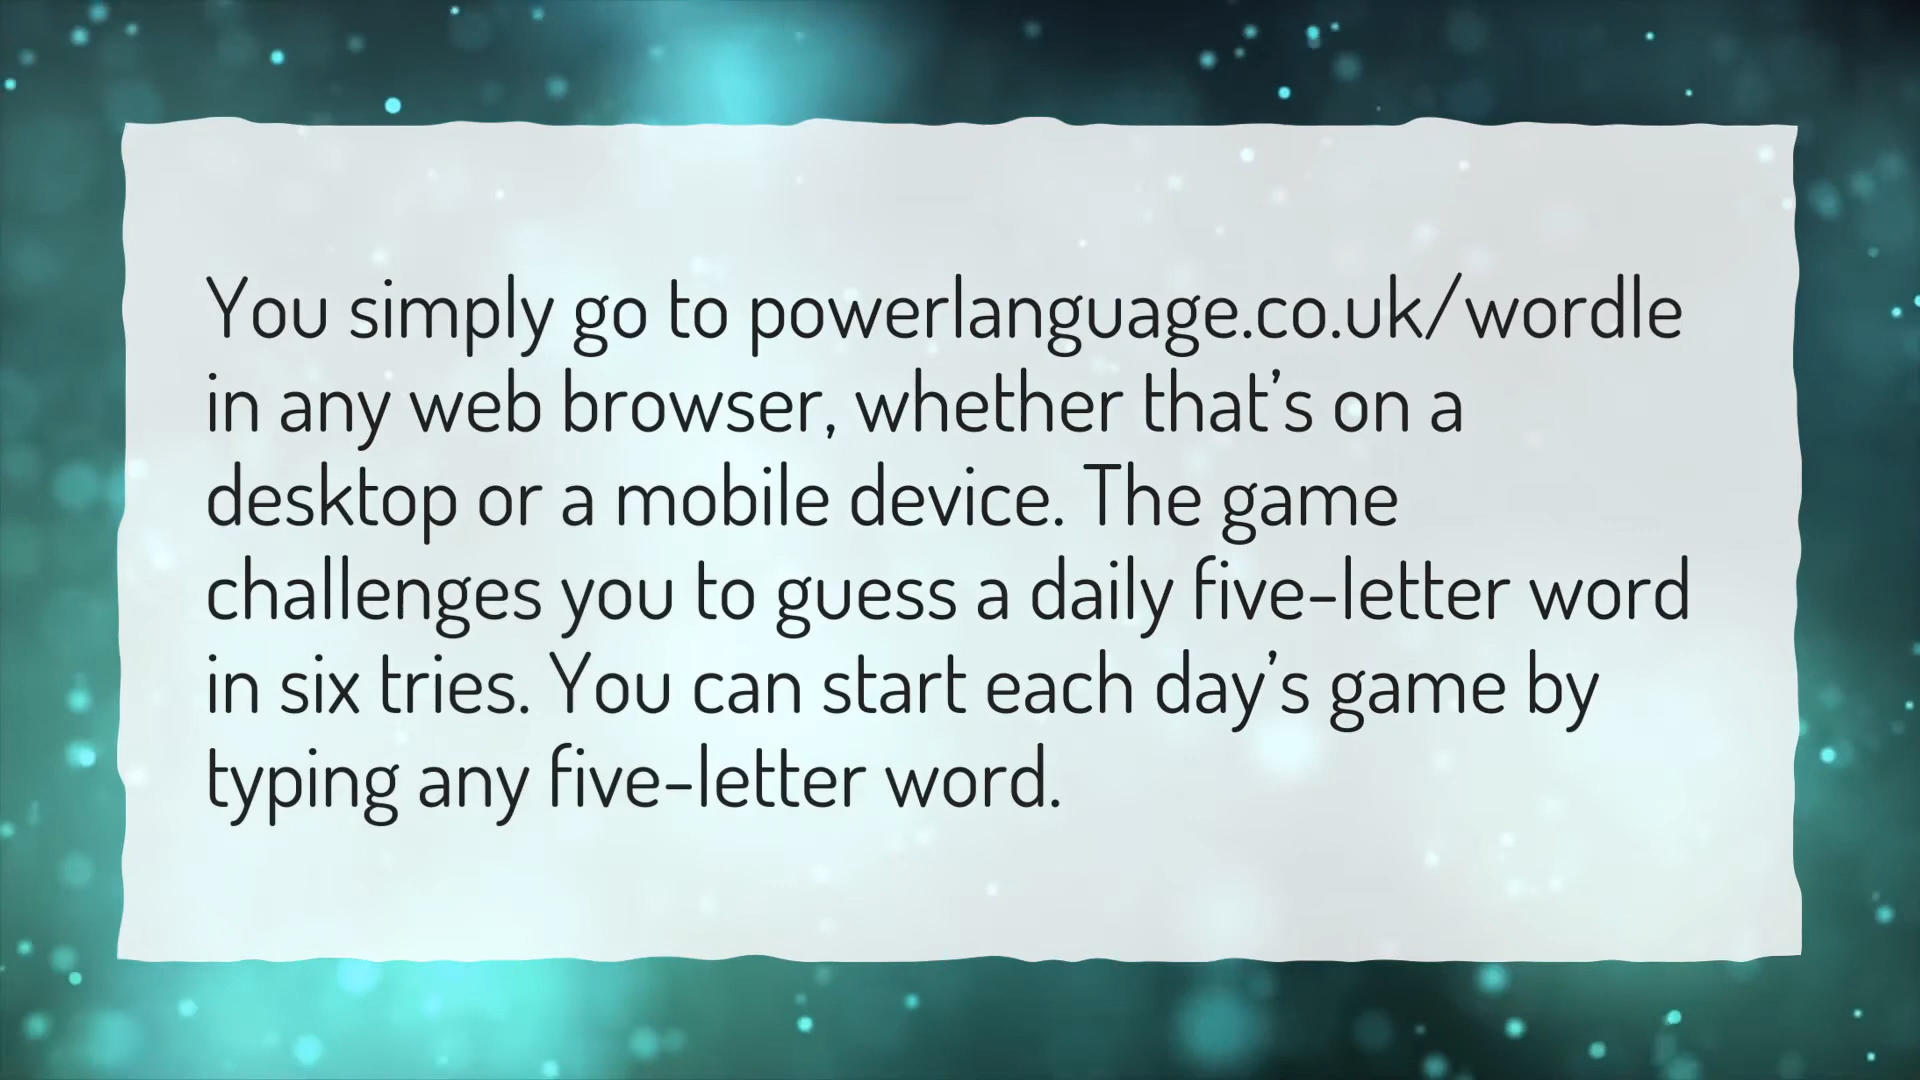 You simply go to powerlanguage.co.uk/wordle
in any web browser, whether that’s on a
desktop or a mobile device. The game
challenges you to guess a daily five-letter word
in six tries. You can start each day’s game by
typing any five-letter word.